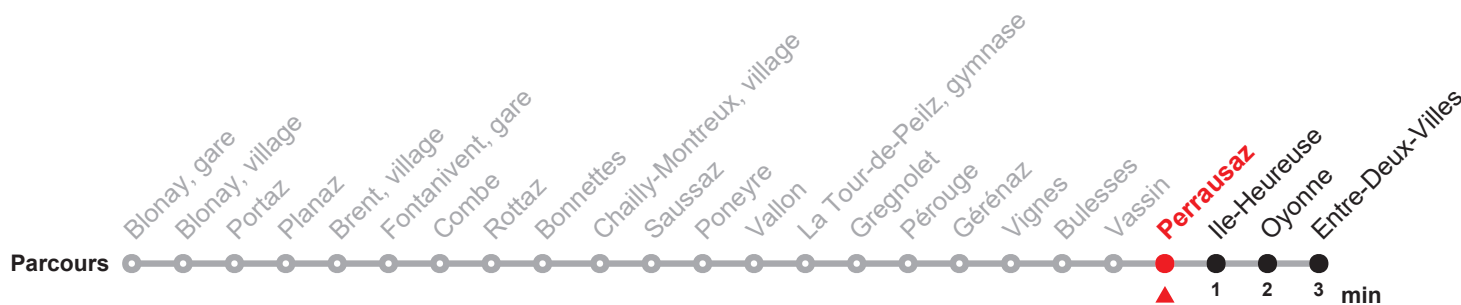 Blonay, gare
Blonay, village
Portaz
Planaz
Brent, village
Fontanivent, gare
Combe
Rottaz
Bonnettes
Chailly-Montreux, village
Saussaz
Poneyre
Vallon
La Tour-de-Peilz, gymnase
Gregnolet
Pérouge
Gérénaz
Vignes
Bulesses
Vassin
Perrausaz
Ile-Heureuse
Oyonne
Entre-Deux-Villes
Parcours
1 2 3 min